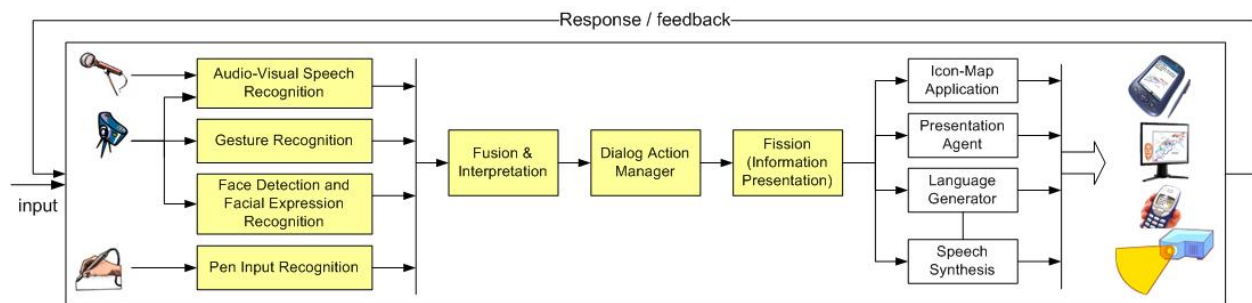 Response / feedback
input
Audio-Visual Speech
Recognition
Gesture Recognition
Face Detection and
Facial Expression
Recognition
Pen Input Recognition
Fusion &
Interpretation
Dialog Action
Manager
Fission
(Information
Presentation)
Icon-Map
Application
Presentation
Agent
Language
Generator
Speech
Synthesis